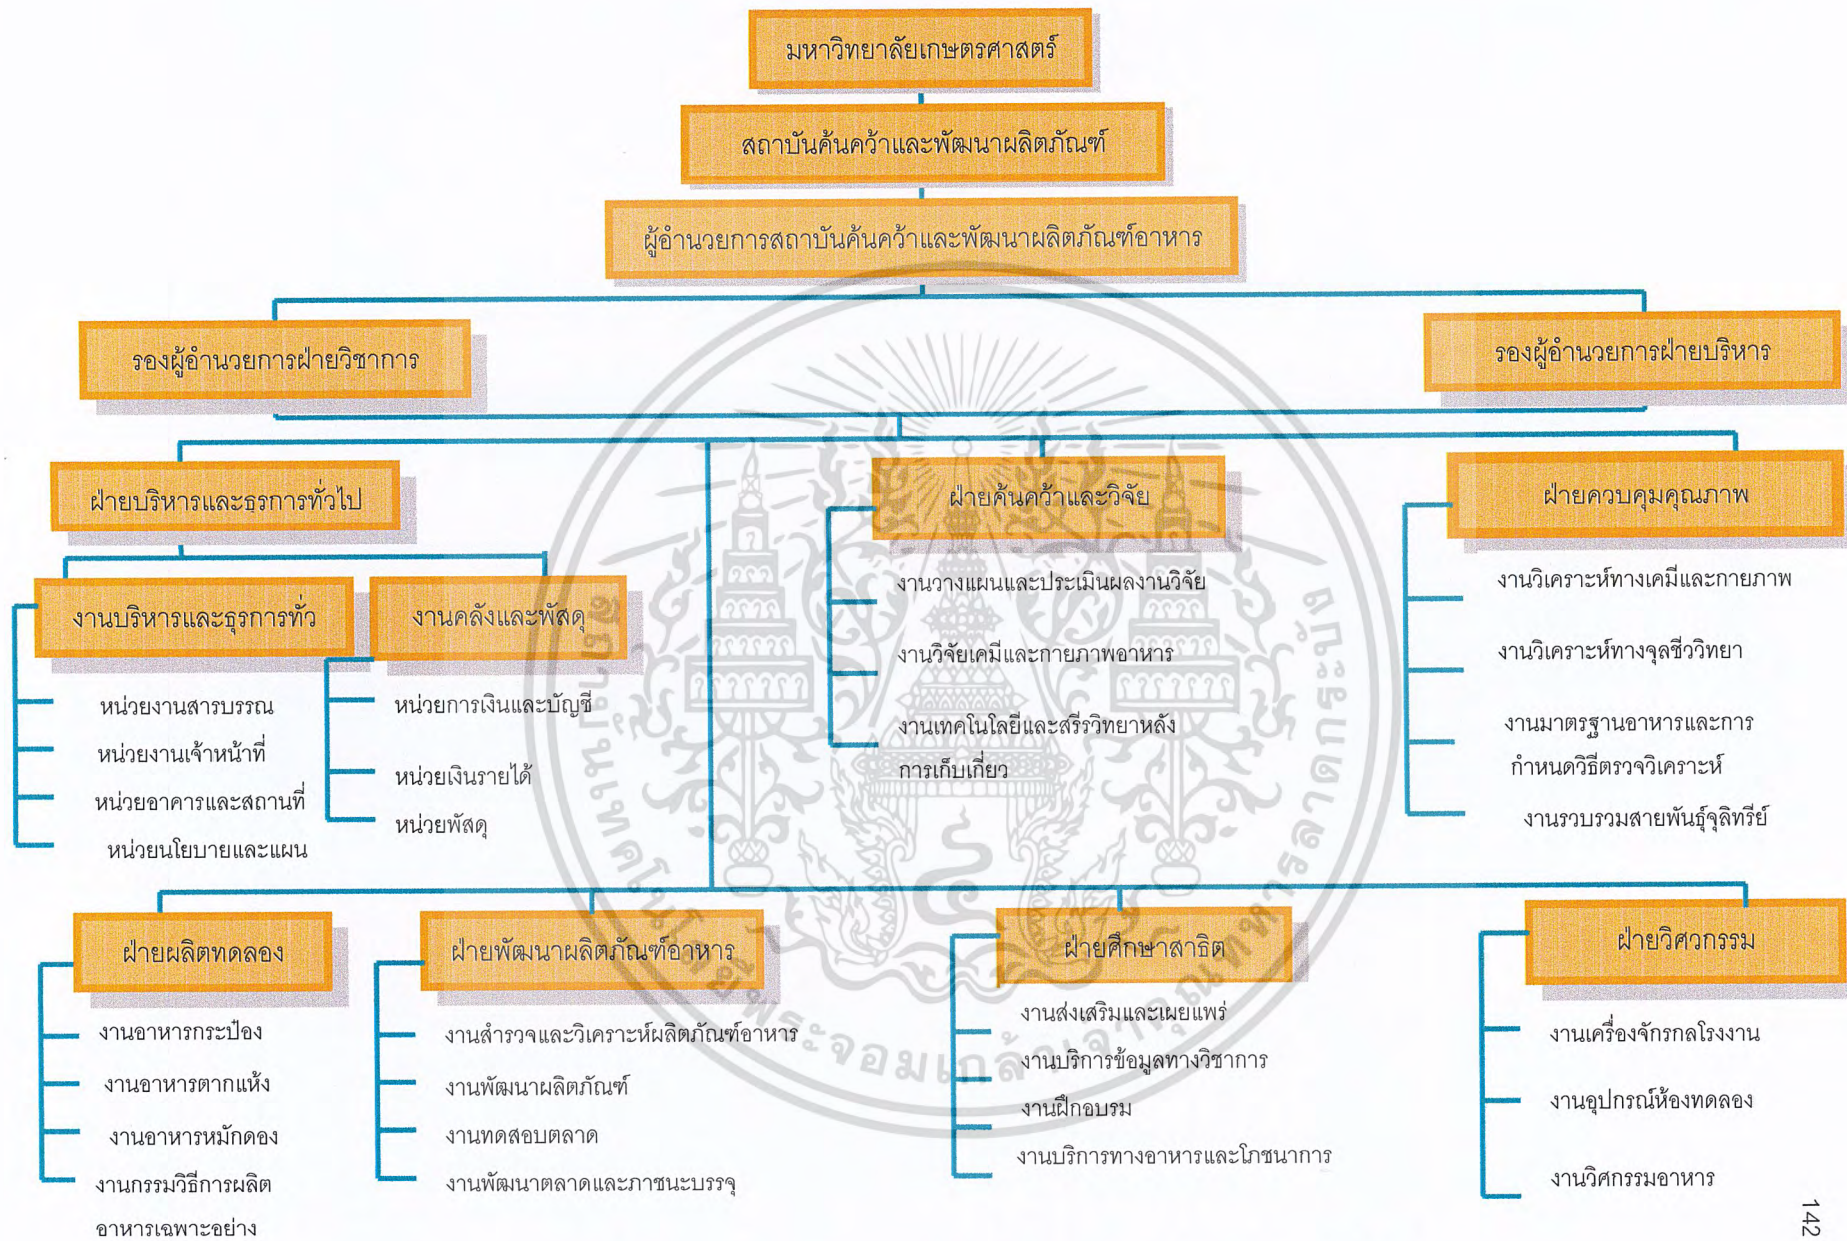 มหาวิทยาลัยเกษตรศาสตร์
สถาบันค้นคว้าและพัฒนาผลิตภัณฑ์
ผู้อำนวยการสถาบันค้นคว้าและพัฒนาผลิตภัณฑ์อาหาร
รองผู้อำนวยการฝ่ายวิชาการ
รองผู้อำนวยการฝ่ายบริหาร
ฝ่ายบริหารและธุรการทั่วไป
ฝ่ายค้นคว้าและวิจัย
ฝ่ายควบคุมคุณภาพ
งานบริหารและธุรการทั่ว
หน่วยงานสารบรรณ
หน่วยงานเจ้าหน้าที่
หน่วยอาคารและสถานที่
หน่วยนโยบายและแผน
งานคลังและพัสดุ
หน่วยการเงินและบัญชี
หน่วยเงินรายได้
หน่วยพัสดุ
งานวางแผนและประเมินผลงานวิจัย
งานวิจัยเคมีและกายภาพอาหาร
งานเทคโนโลยีและสรีรวิทยาหลัง
การเก็บเกี่ยว
งานวิเคราะห์ทางเคมีและกายภาพ
งานวิเคราะห์ทางจุลชีววิทยา
งานมาตรฐานอาหารและการ
กำหนดวิธีตรวจวิเคราะห์
งานรวบรวมสายพันธุ์จุลิทรีย์
ฝ่ายผลิตทดลอง
งานอาหารกระป๋อง
งานอาหารตากแห้ง
งานอาหารหมักดอง
งานกรรมวิธีการผลิต
อาหารเฉพาะอย่าง
ฝ่ายพัฒนาผลิตภัณฑ์อาหาร
งานสำรวจและวิเคราะห์ผลิตภัณฑ์อาหาร
งานพัฒนาผลิตภัณฑ์
งานทดสอบตลาด
งานพัฒนาตลาดและภาชนะบรรจุ
ฝ่ายศึกษาสาธิต
งานส่งเสริมและเผยแพร่
งานบริการข้อมูลทางวิชาการ
งานฝึกอบรม
งานบริการทางอาหารและโภชนาการ
ฝ่ายวิศวกรรม
งานเครื่องจักรกลโรงงาน
งานอุปกรณ์ห้องทดลอง
งานวิศกรรมอาหาร
สถาบันเทคโนโลยีพระจอมเกล้าเจ้าคุณทหารลาดกระบัง
142